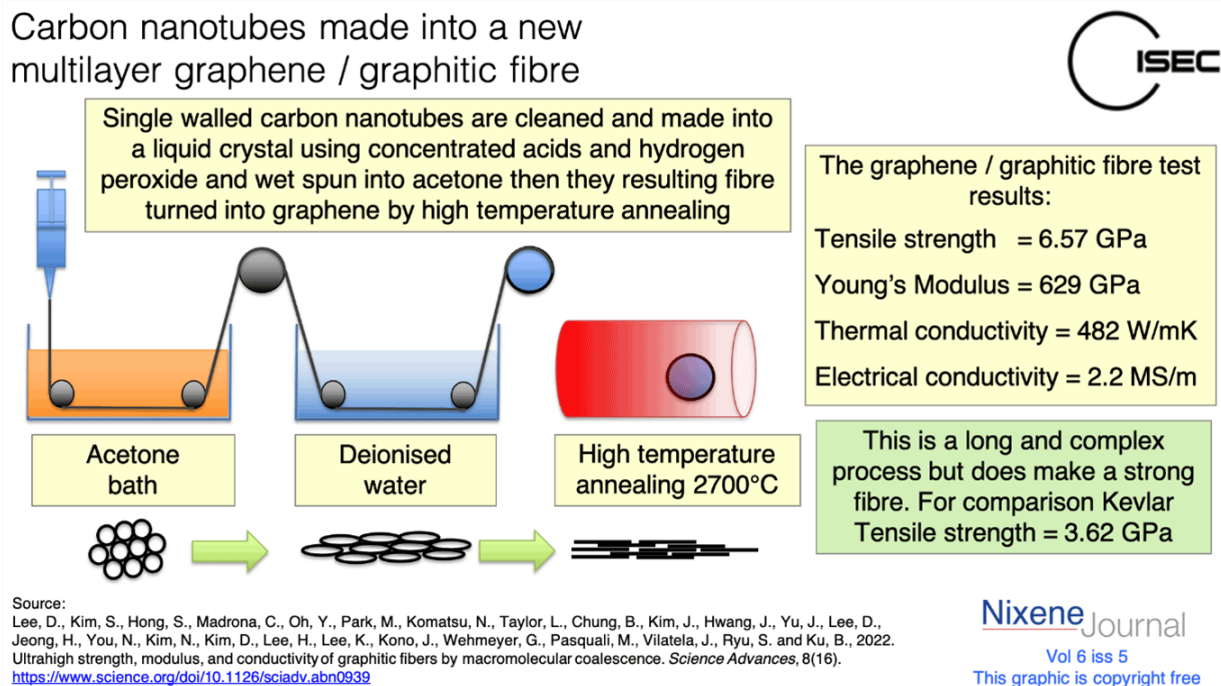 Carbon nanotubes made into a new
multilayer graphene / graphitic fibre
ISEC
Single walled carbon nanotubes are cleaned and made into
a liquid crystal using concentrated acids and hydrogen
peroxide and wet spun into acetone then they resulting fibre
turned into graphene by high temperature annealing
The graphene / graphitic fibre test
results:
Tensile strength = 6.57 GPa
Young's Modulus = 629 GPa
Thermal conductivity = 482 W/mK
Electrical conductivity = 2.2 MS/m
Acetone
bath
Deionised
water
High temperature
annealing 2700°C
This is a long and complex
process but does make a strong
fibre. For comparison Kevlar
Tensile strength = 3.62 GPa
Source:
Lee, D., Kim, S., Hong, S., Madrona, C., Oh, Y., Park, M., Komatsu, N., Taylor, L., Chung, B., Kim, J., Hwang, J., Yu, J., Lee, D.,
Jeong, H., You, N., Kim, N., Kim, D., Lee, H., Lee, K., Kono, J., Wehmeyer, G., Pasquali, M., Vilatela, J., Ryu, S. and Ku, B., 2022.
Ultrahigh strength, modulus, and conductivity of graphitic fibers by macromolecular coalescence. Science Advances, 8(16).
https://www.science.org/doi/10.1126/sciadv.abn0939
Nixene Journal
Vol 6 iss 5
This graphic is copyright free